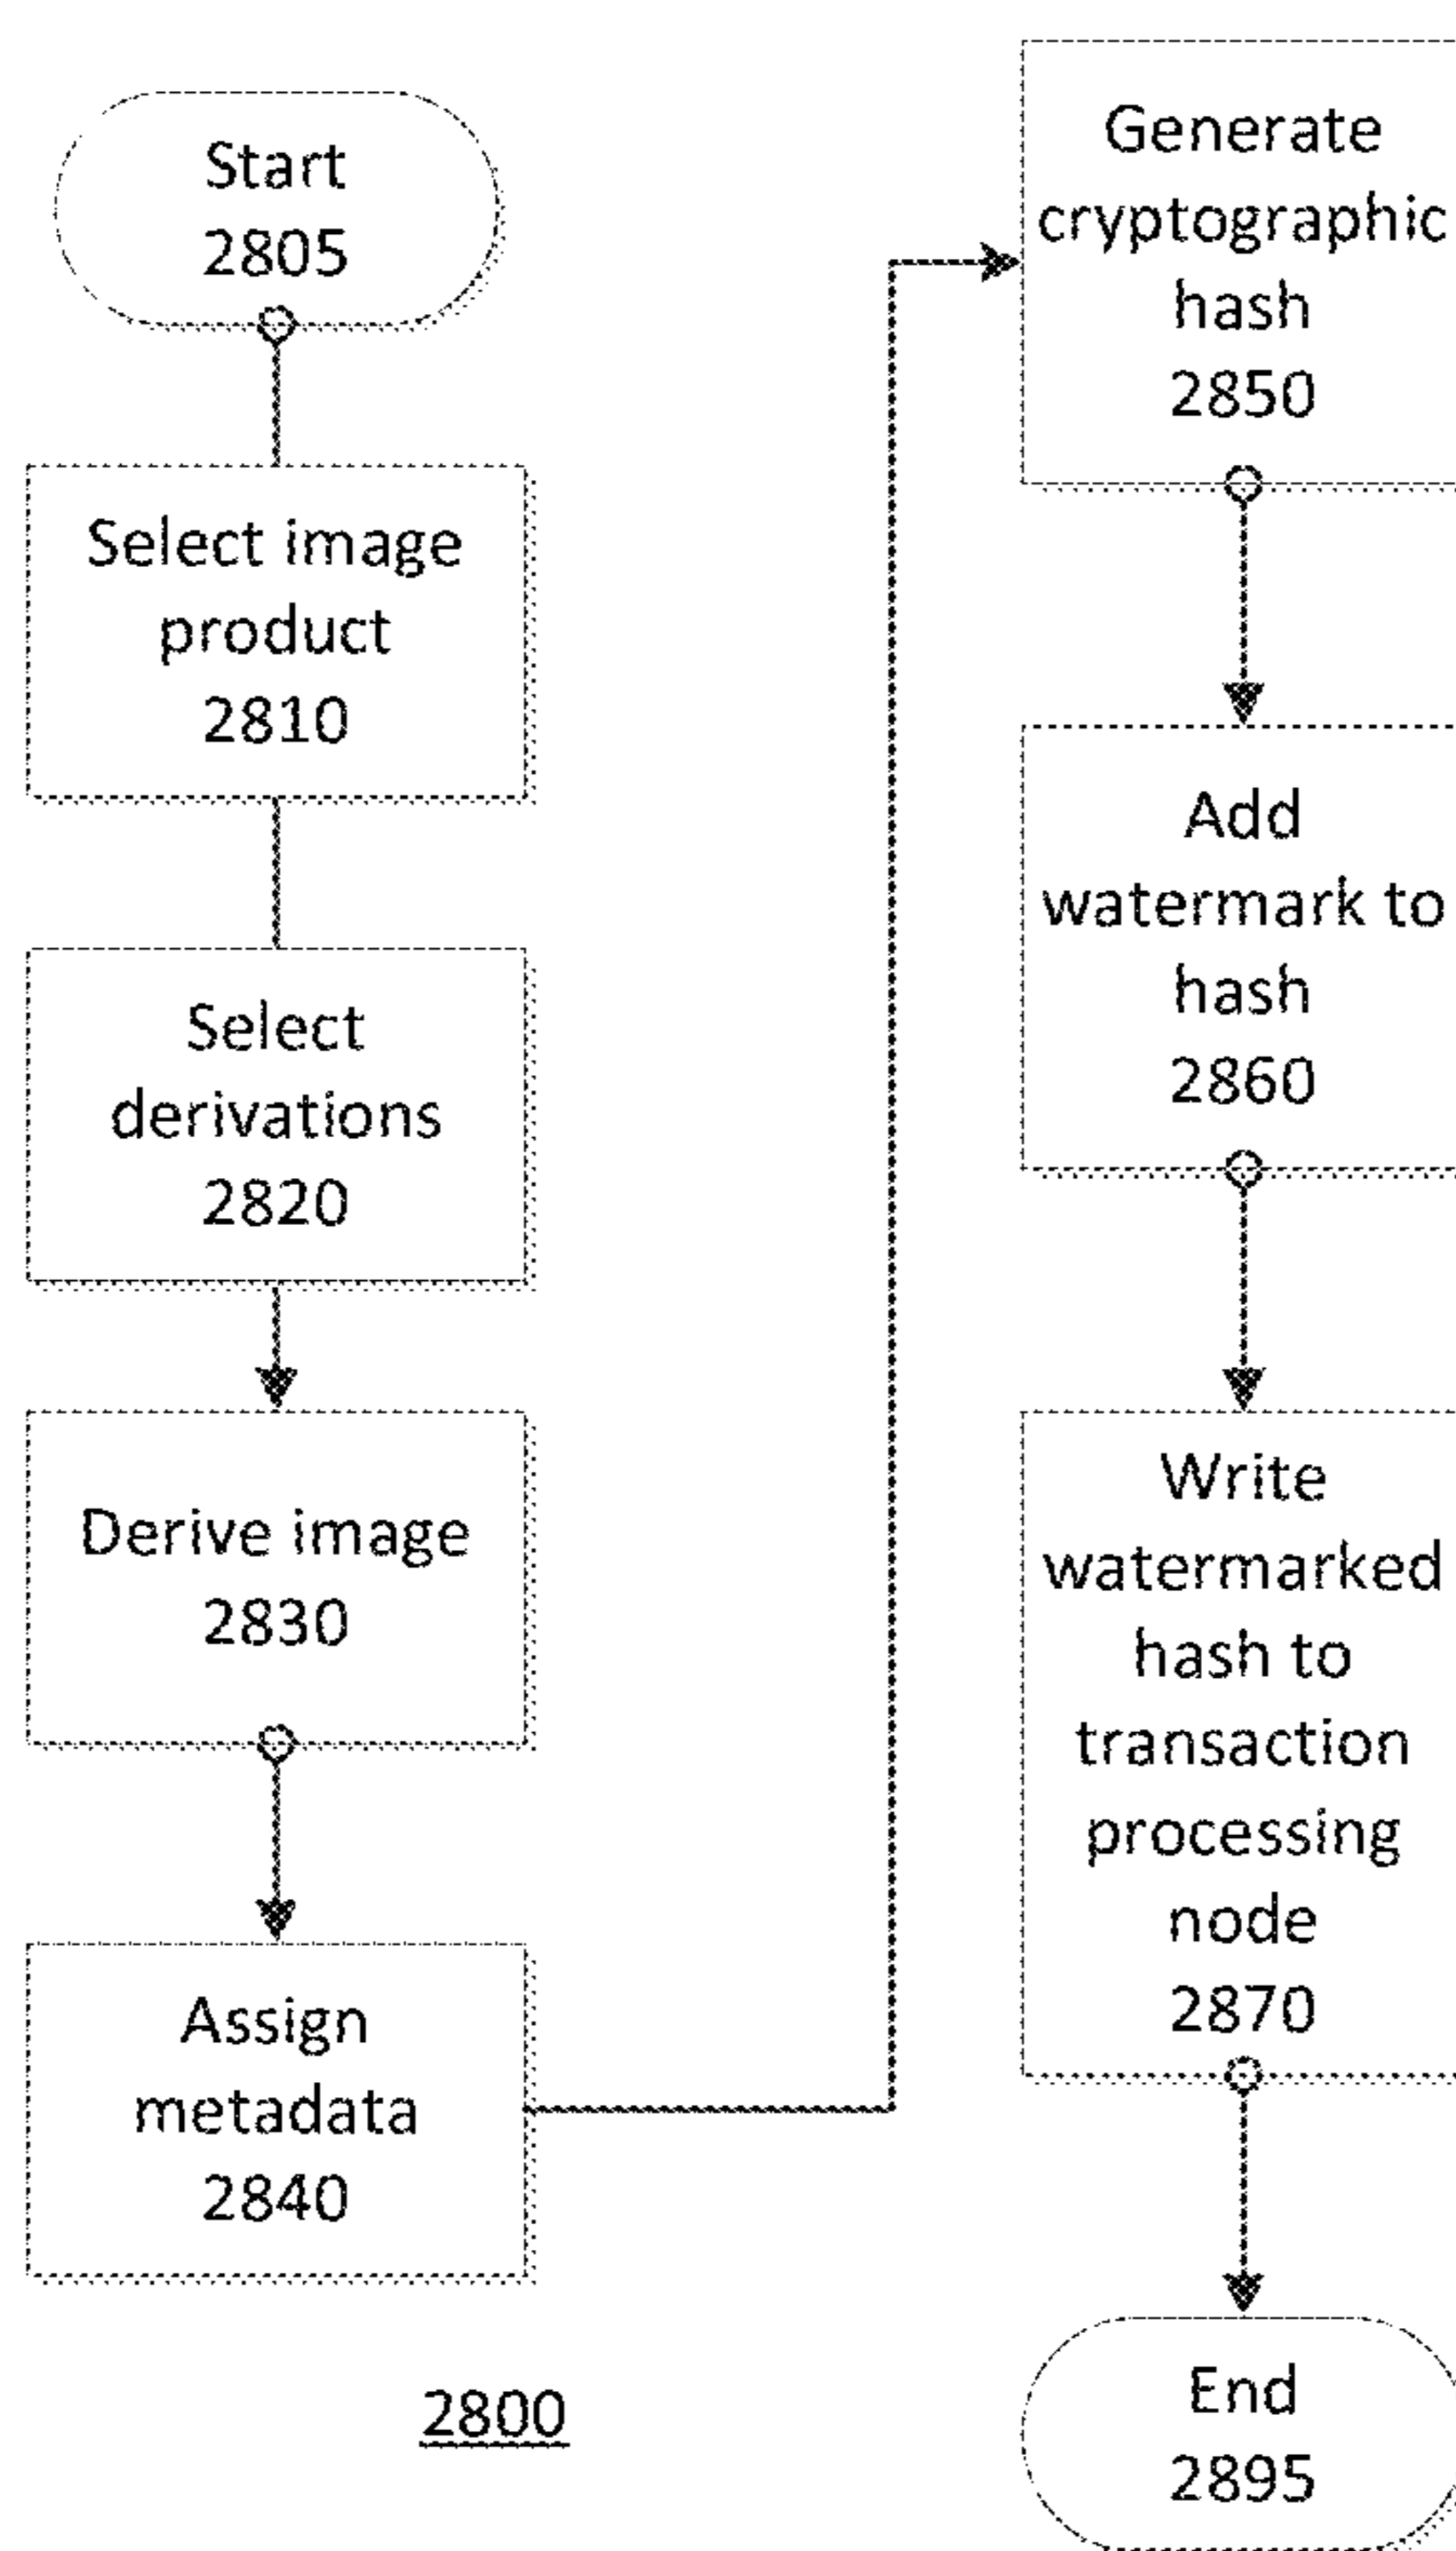 Start
2805
Select image
product
2810
Select
derivations
2820
Derive image
2830
Assign
metadata
2840
2800
Generate
cryptographic
hash
2850
Add
watermark to
hash
2860
Write
watermarked
hash to
transaction
processing
node
2870
End
2895